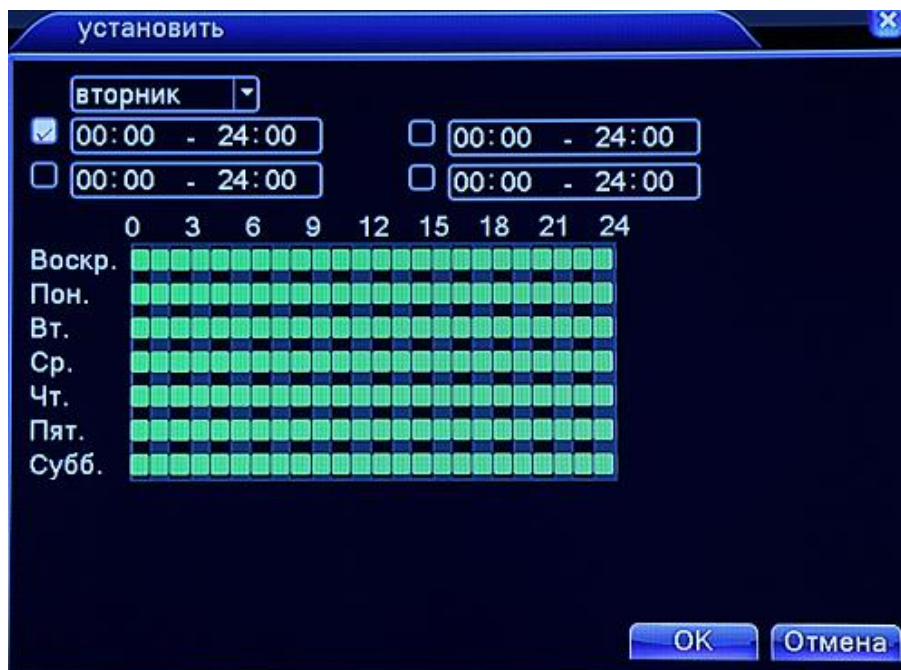 установить
вторник
00:00 - 24:00
00:00 - 24:00
00:00 - 24:00
00:00 - 24:00
0 3 6 9 12 15 18 21 24
Воскр.
Пон.
Вт.
Ср.
Чт.
Пят.
Субб.
OK
Отмена